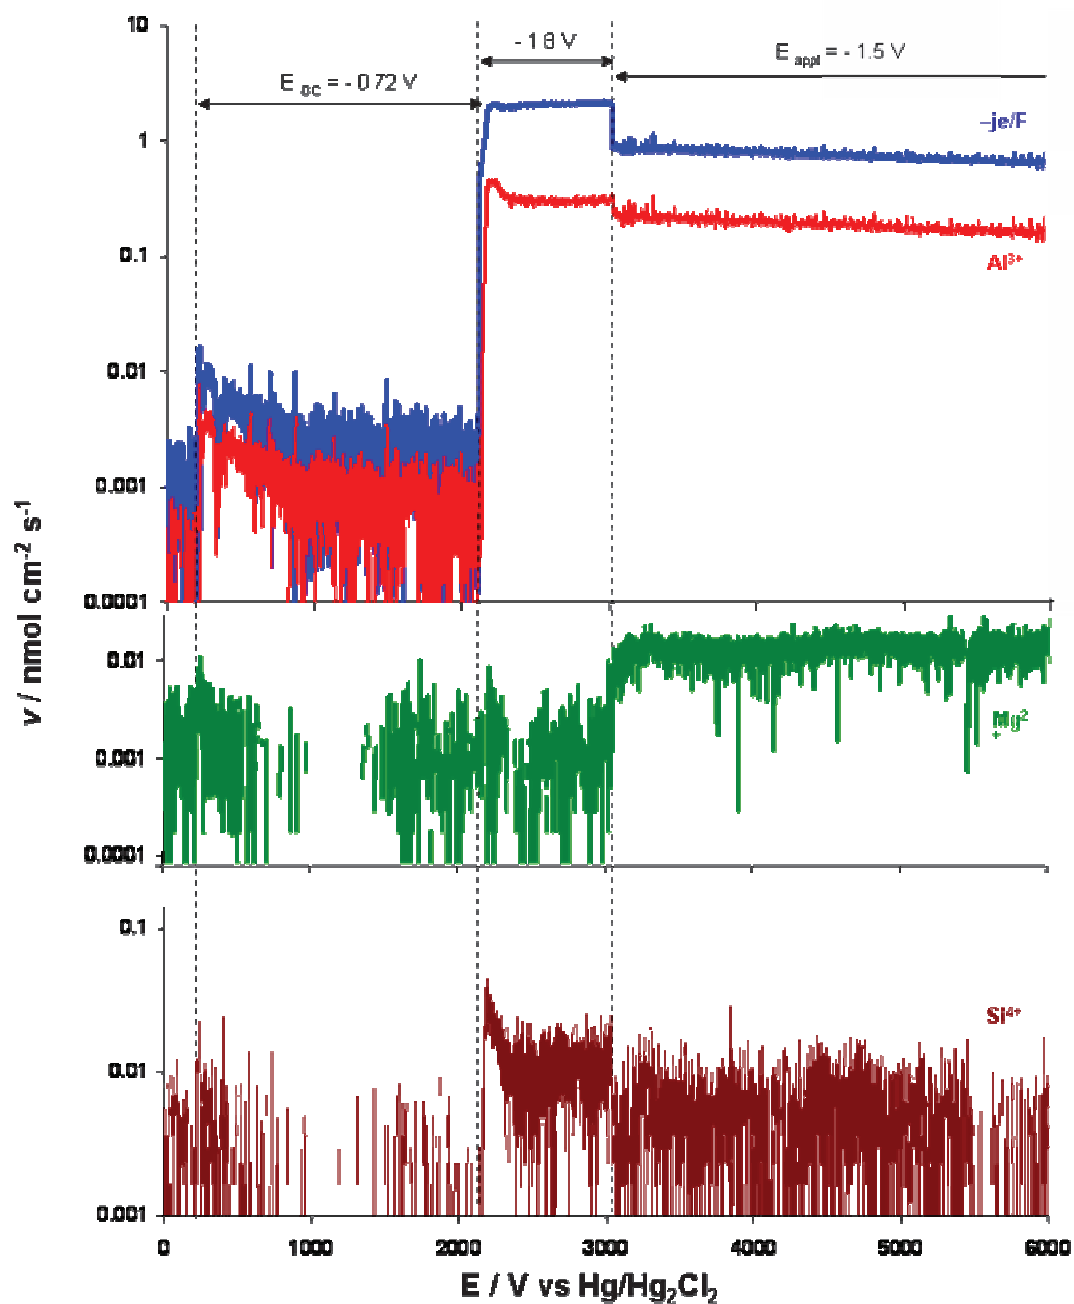 10
- 1 8 V
E appl = - 1.5 V
E OC = - 0 72 V
1
–je/F
0.1
Al³⁺
0.01
0.001
0.0001
v / nmol cm⁻² s⁻¹
0.01
Mg²
+
0.001
0.0001
0.1
Si⁴⁺
0.01
0.001
0 1000 2000 3000 4000 5000 6000
E / V vs Hg/Hg₂Cl₂